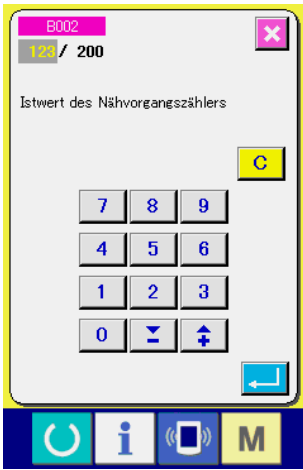 B002
123 / 200
Istwert des Nähvorgangszählers
C
7 8 9
4 5 6
1 2 3
0
i M